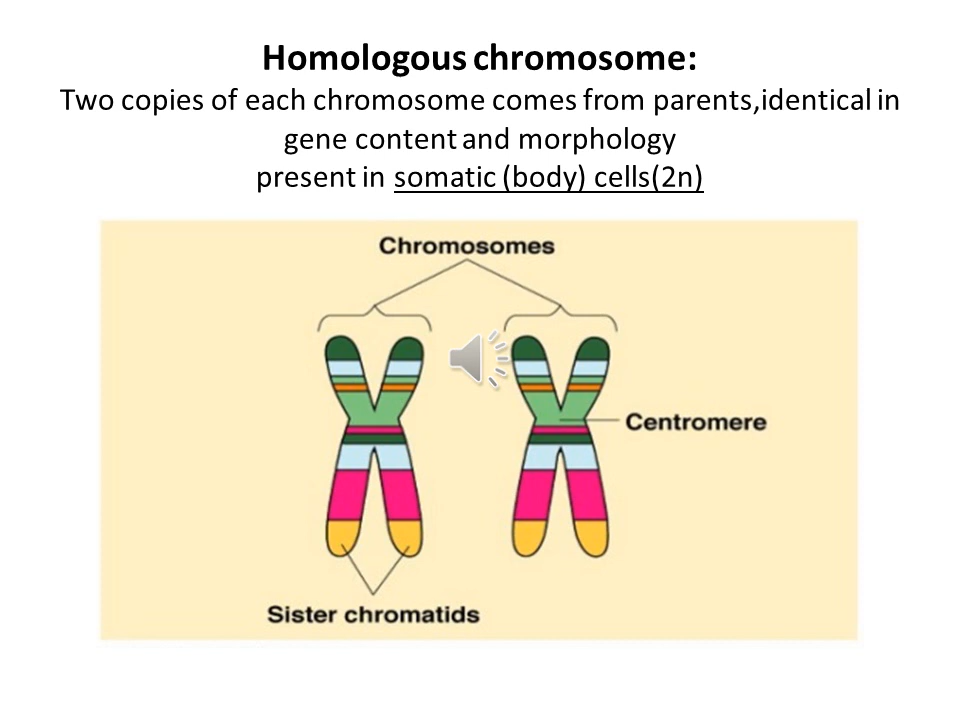 Homologous chromosome:
Two copies of each chromosome comes from parents,identical in
gene content and morphology
present in somatic (body) cells(2n)
Chromosomes
Centromere
Sister chromatids